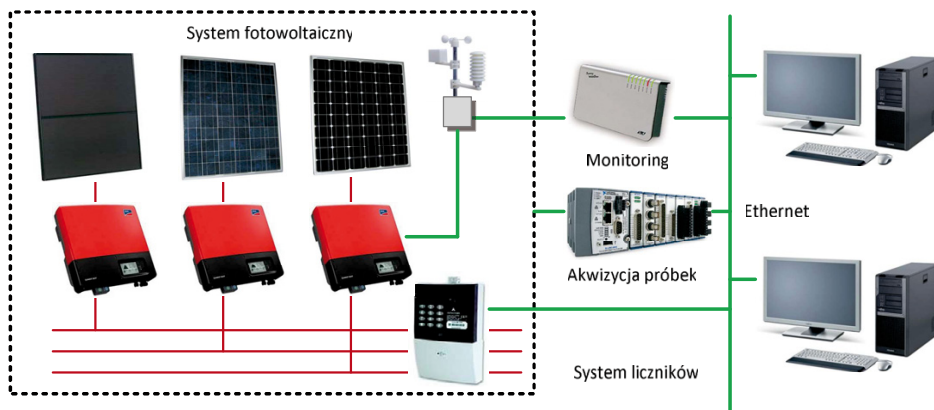 System fotowoltaiczny
Monitoring
Ethernet
Akwizycja próbek
System liczników